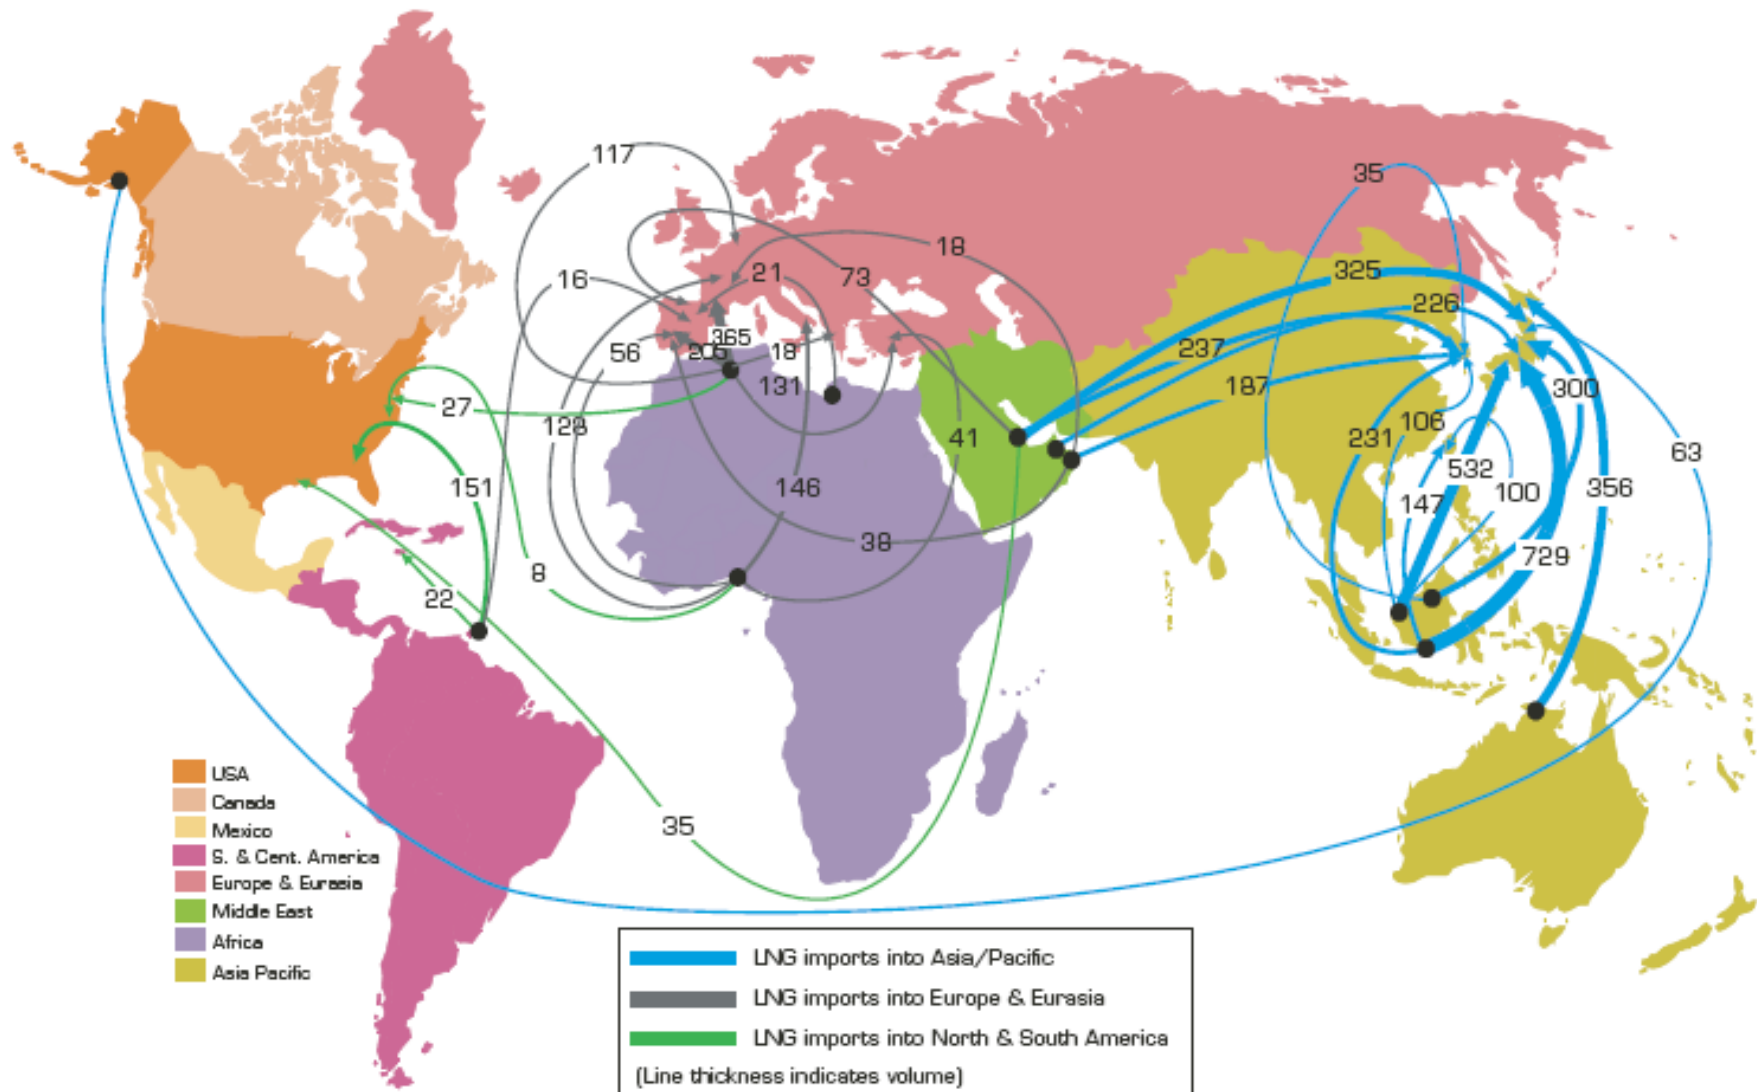 117
35
16
21
73
18
325
226
56
205
365
18
237
131
187
300
27
128
41
231
106
63
151
146
532
147
100
356
38
729
8
22
35
USA
Canada
Mexico
S. & Cent. America
Europe & Eurasia
Middle East
Africa
Asia Pacific
LNG imports into Asia/Pacific
LNG imports into Europe & Eurasia
LNG imports into North & South America
(Line thickness indicates volume)